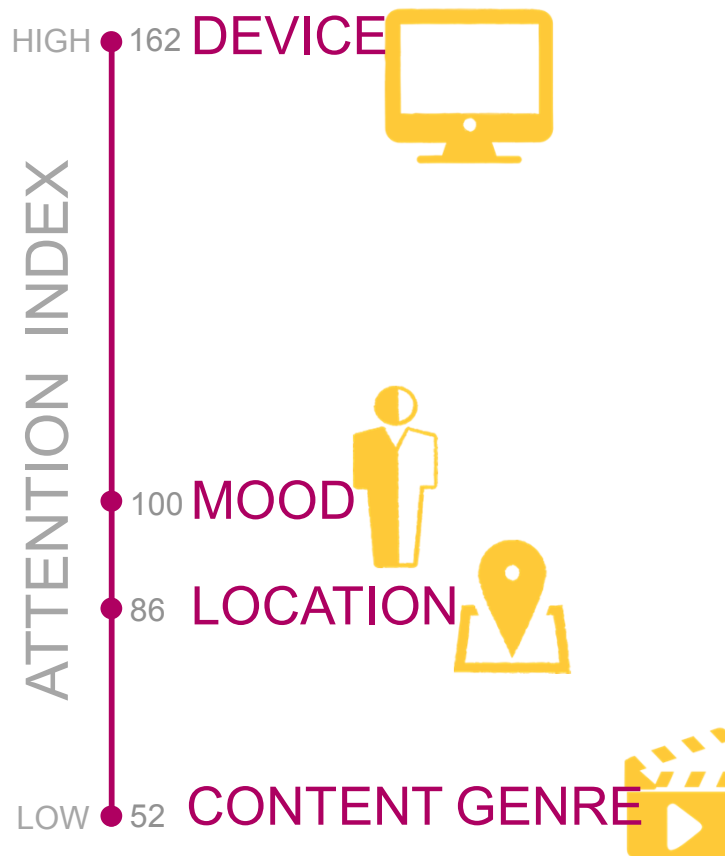 HIGH 162 DEVICE
ATTENTION INDEX
100 MOOD
86 LOCATION
LOW 52 CONTENT GENRE